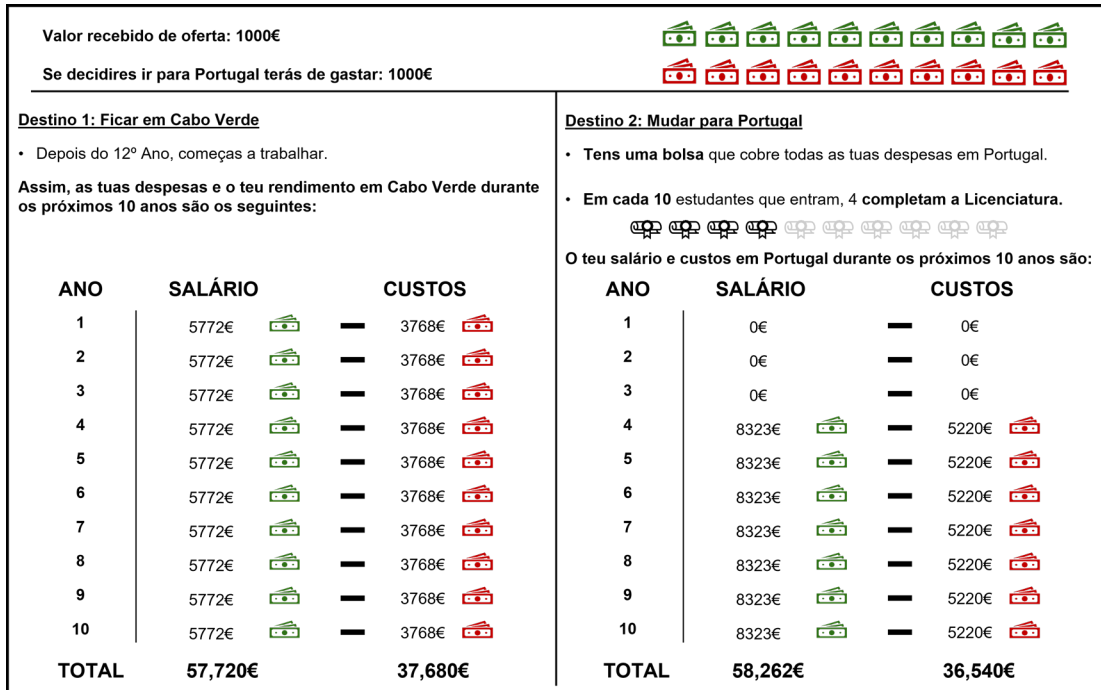 Valor recebido de oferta: 1000€
Se decidires ir para Portugal terás de gastar: 1000€
Destino 1: Ficar em Cabo Verde
• Depois do 12º Ano, começas a trabalhar.
Assim, as tuas despesas e o teu rendimento em Cabo Verde durante
os próximos 10 anos são os seguintes:
ANO SALÁRIO CUSTOS
1 5772€ — 3768€
2 5772€ — 3768€
3 5772€ — 3768€
4 5772€ — 3768€
5 5772€ — 3768€
6 5772€ — 3768€
7 5772€ — 3768€
8 5772€ — 3768€
9 5772€ — 3768€
10 5772€ — 3768€
TOTAL 57,720€ 37,680€
Destino 2: Mudar para Portugal
• Tens uma bolsa que cobre todas as tuas despesas em Portugal.
• Em cada 10 estudantes que entram, 4 completam a Licenciatura.
O teu salário e custos em Portugal durante os próximos 10 anos são:
ANO SALÁRIO CUSTOS
1 0€ — 0€
2 0€ — 0€
3 0€ — 0€
4 8323€ — 5220€
5 8323€ — 5220€
6 8323€ — 5220€
7 8323€ — 5220€
8 8323€ — 5220€
9 8323€ — 5220€
10 8323€ — 5220€
TOTAL 58,262€ 36,540€